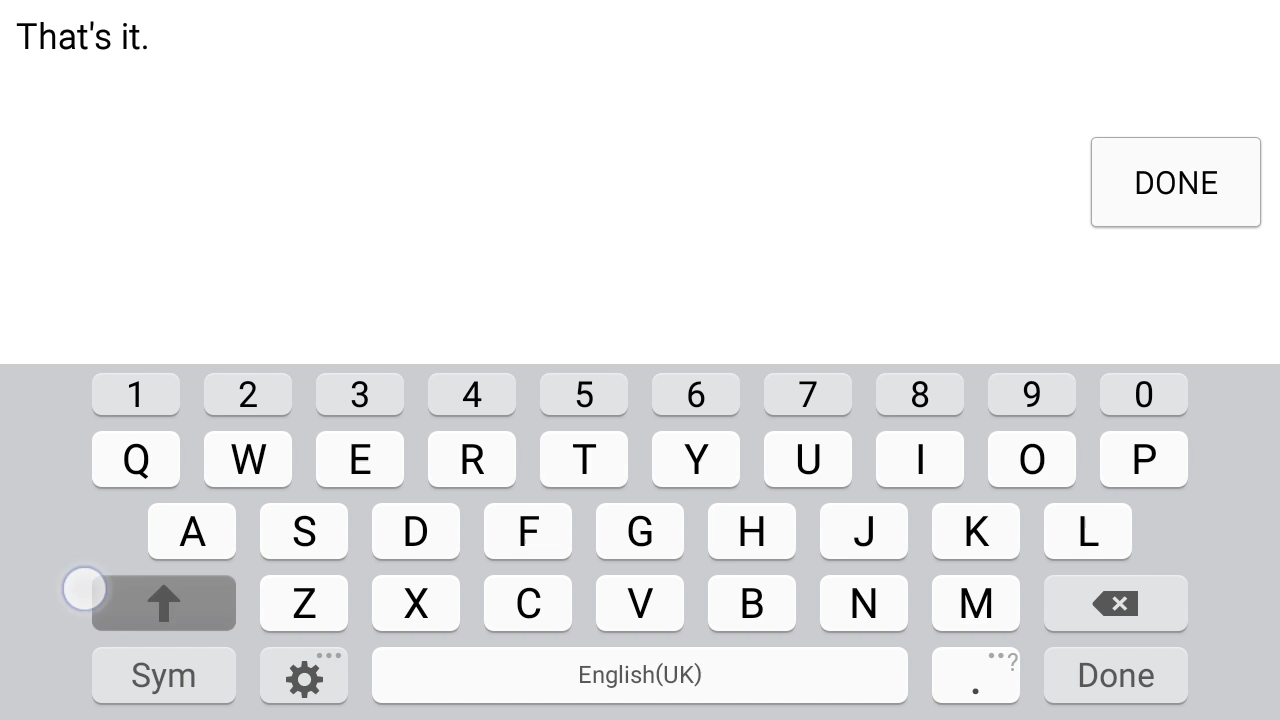 That's it.
DONE
1 2 3 4 5 6 7 8 9 0
Q W E R T Y U I O P
A S D F G H J K L
Z X C V B N M
Sym English(UK) . ...? Done